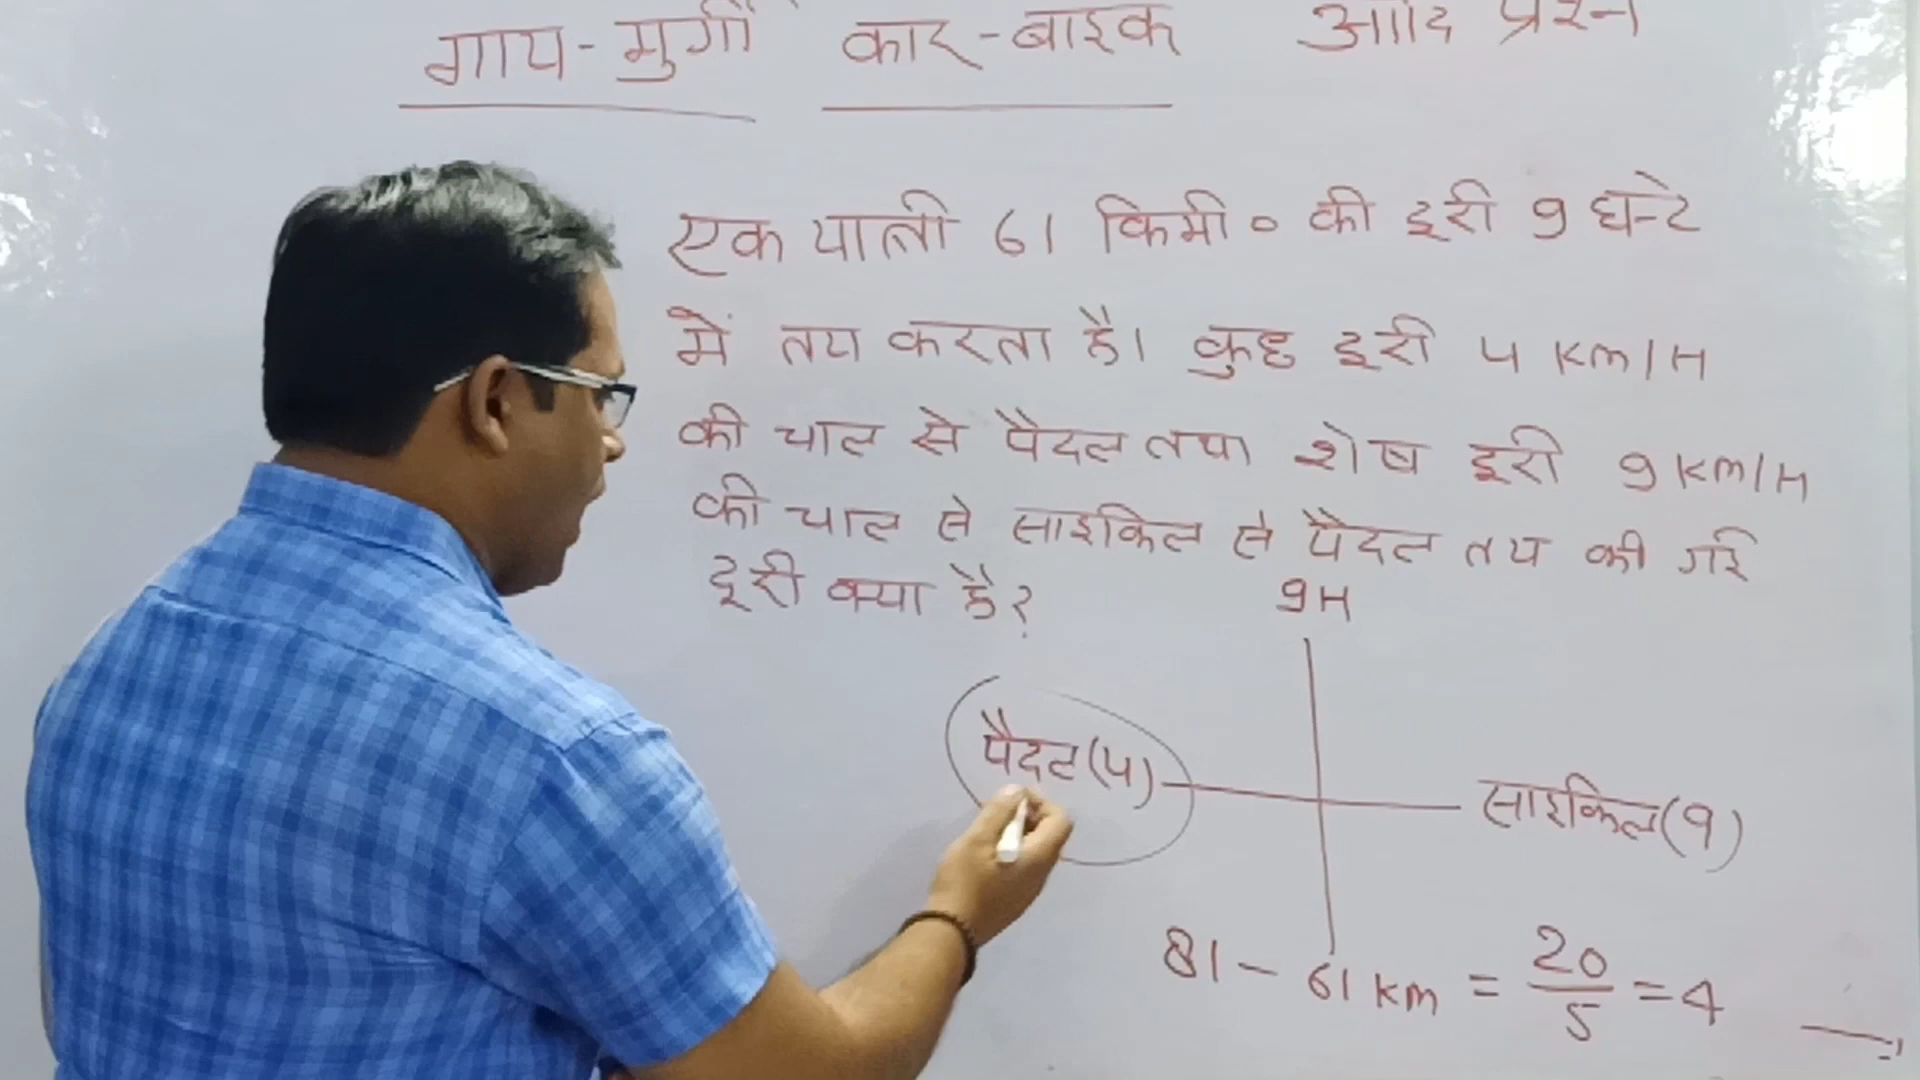 गाय-मुर्गी कार-बाइक आदि प्रश्न
एक यात्री 61 किमी० की दूरी 9 घन्टे
में तय करता है। कुछ दूरी 4 Km/H
की चाल से पैदल तथा शेष दूरी 9 Km/H
की चाल से साइकिल से पैदल तय की गई
दूरी क्या है?
9H
पैदल(4)
साइकिल(9)
81 - 61 Km = 20/5 = 4